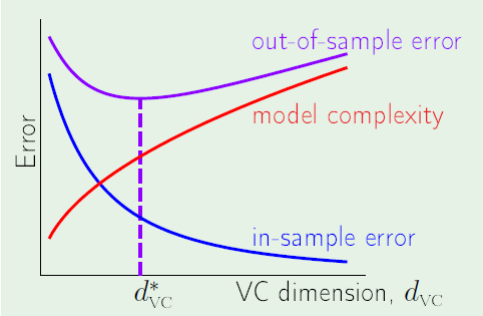 out-of-sample error
model complexity
Error
in-sample error
d*VC
VC dimension, dVC